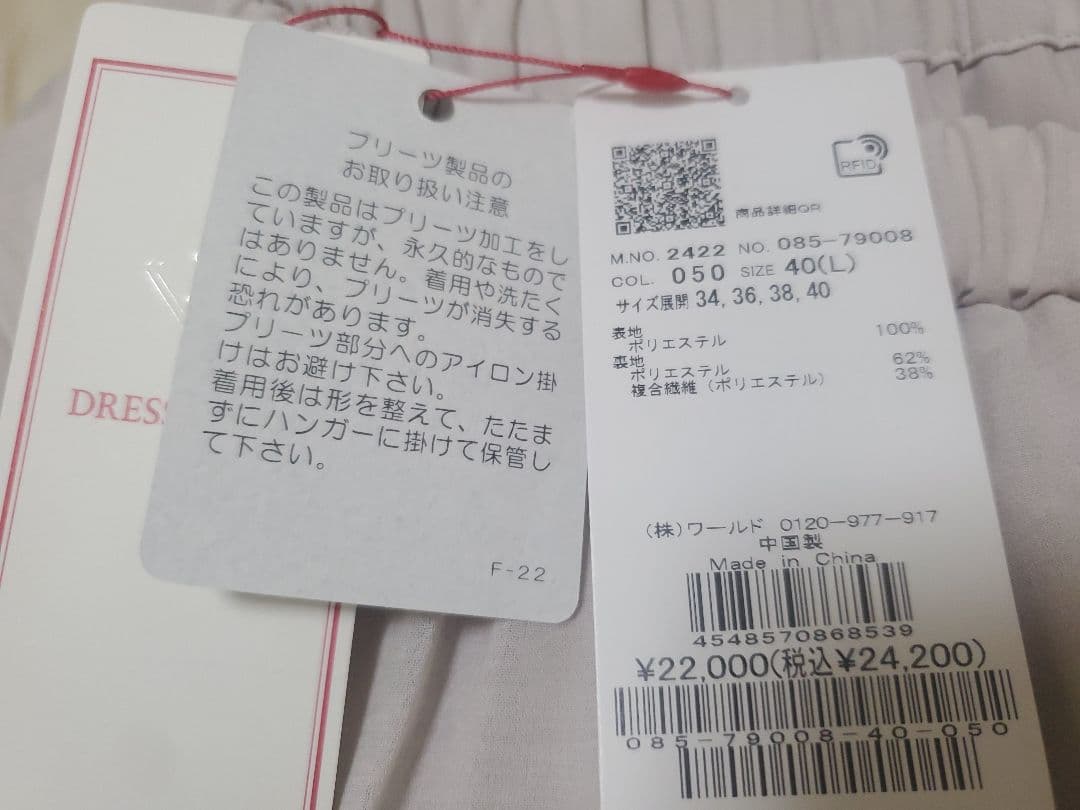 DRESS
プリーツ製品の
お取り扱い注意
この製品はプリーツ加工をし
ていますが、永久的なもので
はありません。着用や洗たく
により、プリーツが消失する
恐れがあります。
プリーツ部分へのアイロン掛
けはお避け下さい。
着用後は形を整えて、たたま
ずにハンガーに掛けて保管し
て下さい。
F-22
RFID
商品詳細QR
M.NO. 2422 NO. 085-79008
COL. 050 SIZE 40(L)
サイズ展開 34, 36, 38, 40
表地
ポリエステル 100%
裏地
ポリエステル 62%
複合繊維(ポリエステル) 38%
(株)ワールド 0120-977-917
中国製
Made in China
4548570868539
¥22,000(税込¥24,200)
085-79008-40-050